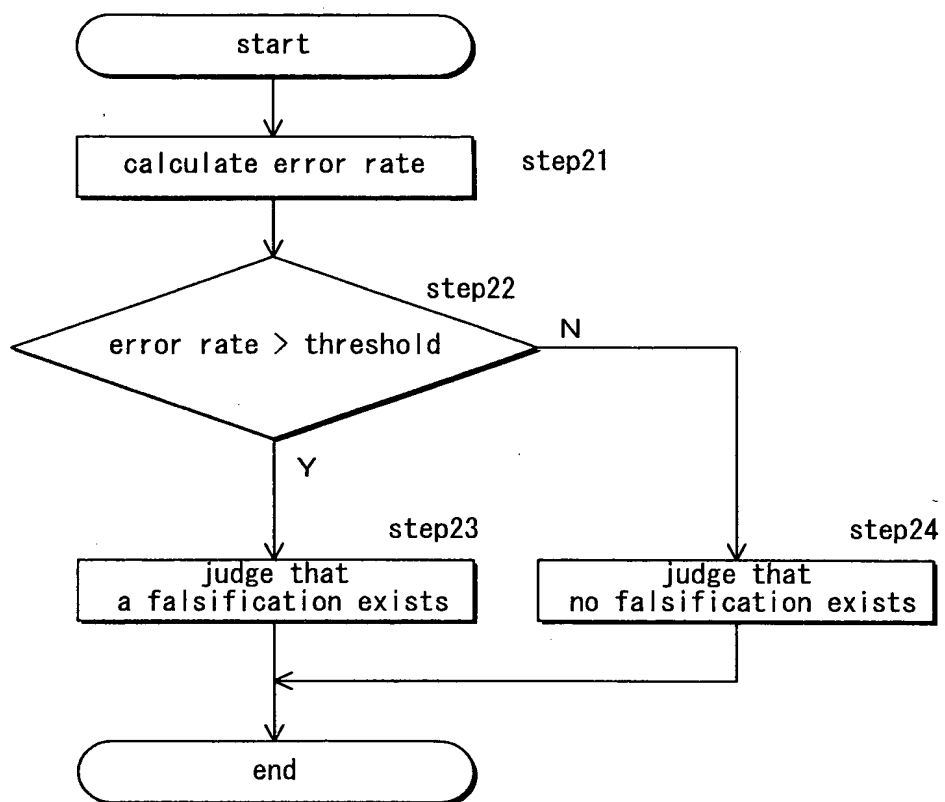 start
calculate error rate
step21
step22
error rate > threshold
N
Y
step23
step24
judge that
a falsification exists
judge that
no falsification exists
end